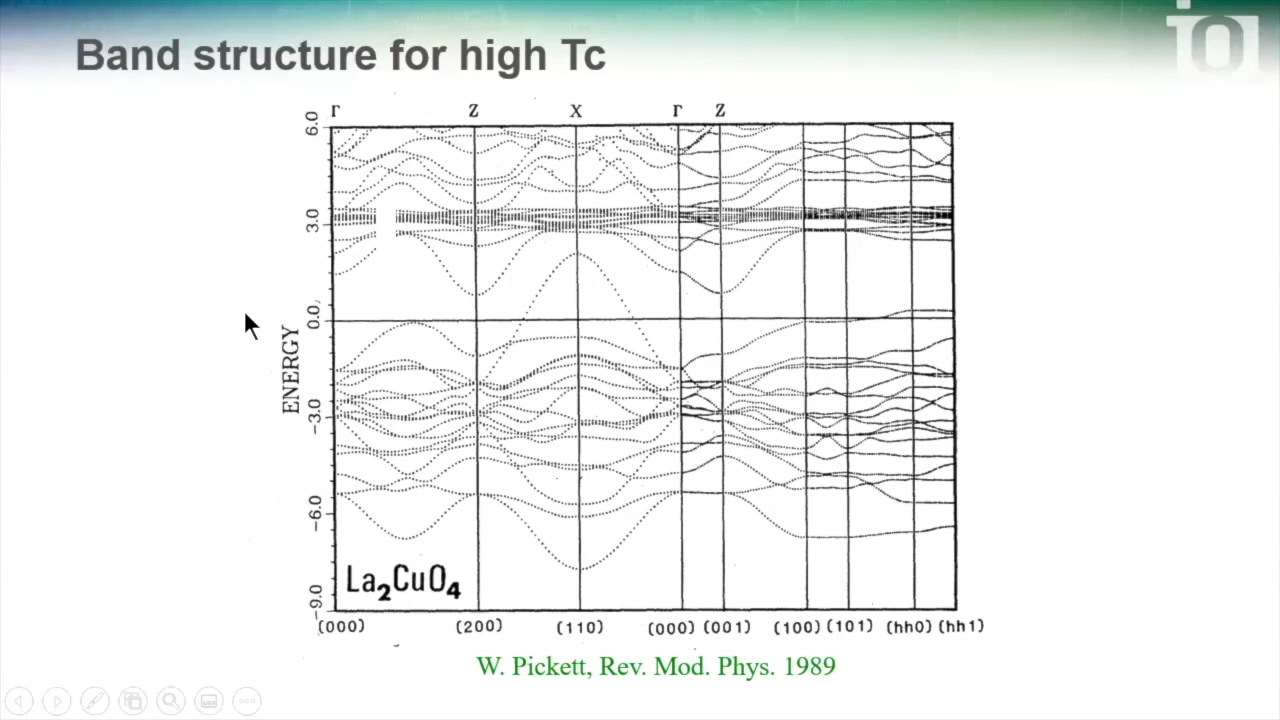 Band structure for high Tc
iQI
Γ Z X Γ Z
6.0
3.0
0.0
-3.0
-6.0
-9.0
ENERGY
La2CuO4
(000) (200) (110) (000) (001) (100) (101) (hh0) (hh1)
W. Pickett, Rev. Mod. Phys. 1989